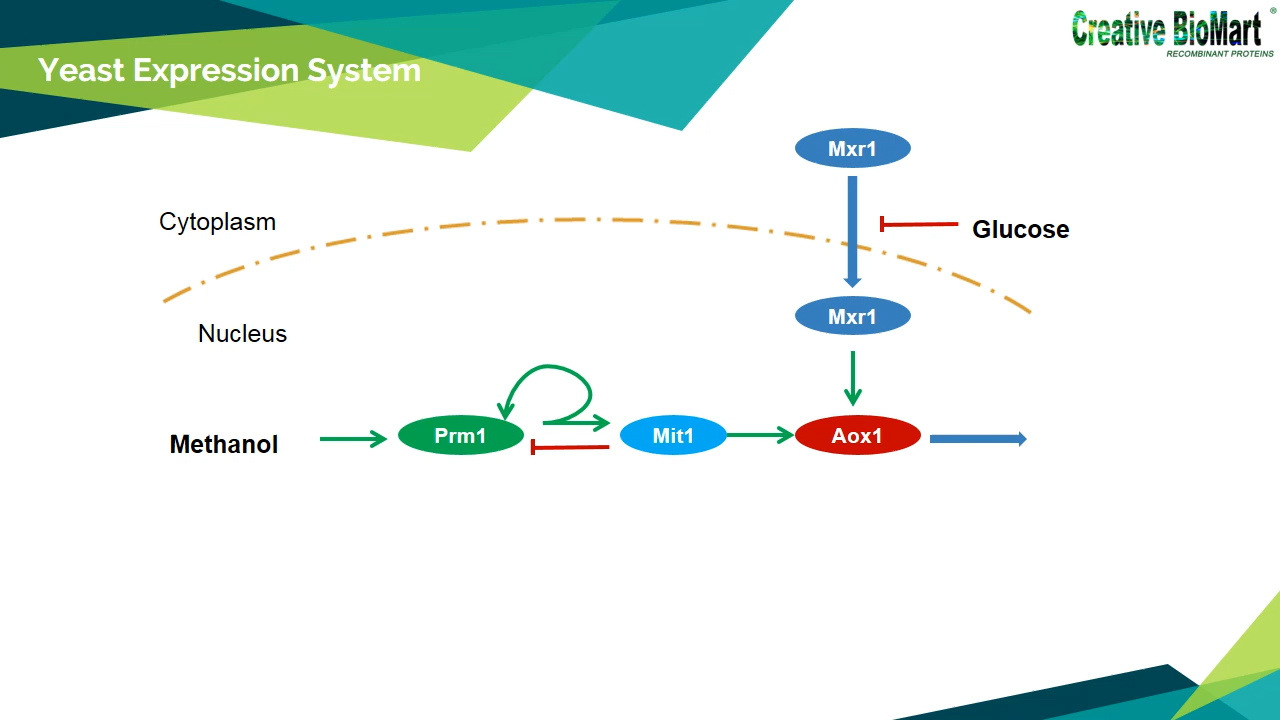 Creative BioMart®
RECOMBINANT PROTEINS
Yeast Expression System
Mxr1
Cytoplasm
Glucose
Mxr1
Nucleus
Methanol
Prm1
Mit1
Aox1